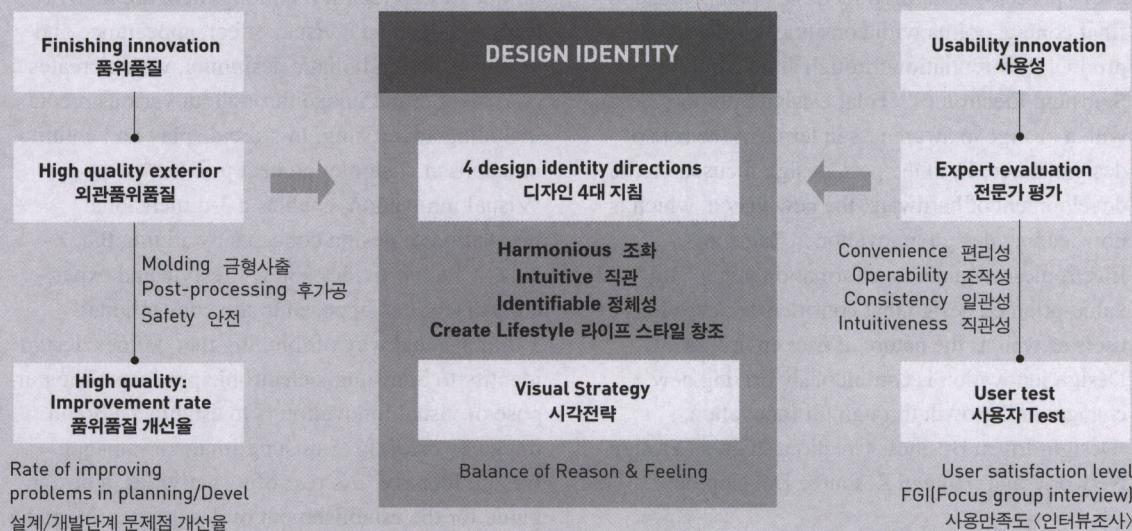 Finishing innovation
품위품질
High quality exterior
외관품위품질
Molding 금형사출
Post-processing 후가공
Safety 안전
High quality:
Improvement rate
품위품질 개선율
Rate of improving
problems in planning/Devel
설계/개발단계 문제점 개선율
DESIGN IDENTITY
4 design identity directions
디자인 4대 지침
Harmonious 조화
Intuitive 직관
Identifiable 정체성
Create Lifestyle 라이프 스타일 창조
Visual Strategy
시각전략
Balance of Reason & Feeling
Usability innovation
사용성
Expert evaluation
전문가 평가
Convenience 편리성
Operability 조작성
Consistency 일관성
Intuitiveness 직관성
User test
사용자 Test
User satisfaction level
FGI(Focus group interview)
사용만족도 <인터뷰조사>